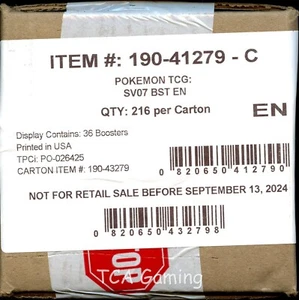 ITEM #: 190-41279 - C
POKEMON TCG:
SV07 BST EN
QTY: 216 per Carton
EN
Display Contains: 36 Boosters
Printed in USA
TPCi: PO-026425
CARTON ITEM #: 190-43279
0 820650 412790
NOT FOR RETAIL SALE BEFORE SEPTEMBER 13, 2024
0 820650 432798
TCA Gaming